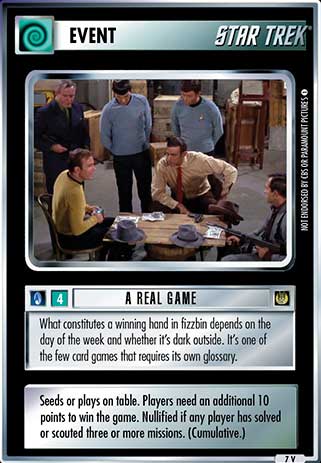 EVENT
STAR TREK
NOT ENDORSED BY CBS OR PARAMOUNT PICTURES
4
A REAL GAME
What constitutes a winning hand in fizzbin depends on the
day of the week and whether it's dark outside. It's one of
the few card games that requires its own glossary.
Seeds or plays on table. Players need an additional 10
points to win the game. Nullified if any player has solved
or scouted three or more missions. (Cumulative.)
7 V